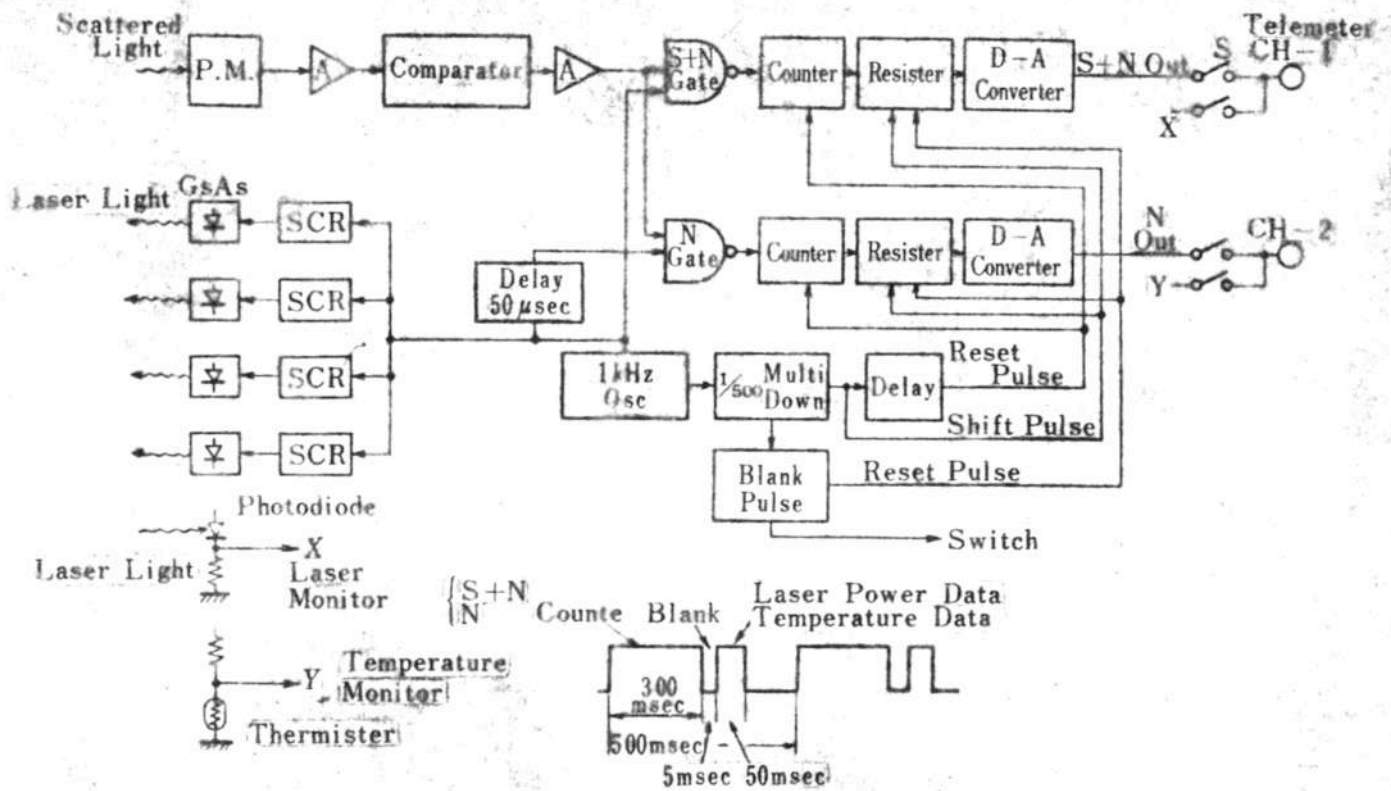 Scattered
Light
P.M.
A
Comparator
A
S+N
Gate
Counter
Resister
D-A
Converter
S+N Out
S
Telemeter
CH-1
X
Laser Light
GsAs
SCR
SCR
SCR
SCR
Delay
50 μsec
N
Gate
Counter
Resister
D-A
Converter
N
Out
CH-2
Y
1kHz
Osc
1/500 Multi
Down
Delay
Reset
Pulse
Shift Pulse
Blank
Pulse
Reset Pulse
Switch
Photodiode
Laser Light
X
Laser
Monitor
Y
Temperature
Monitor
Thermister
{S+N
N
Counte
Blank
Laser Power Data
Temperature Data
300
msec
500msec
5msec
50msec